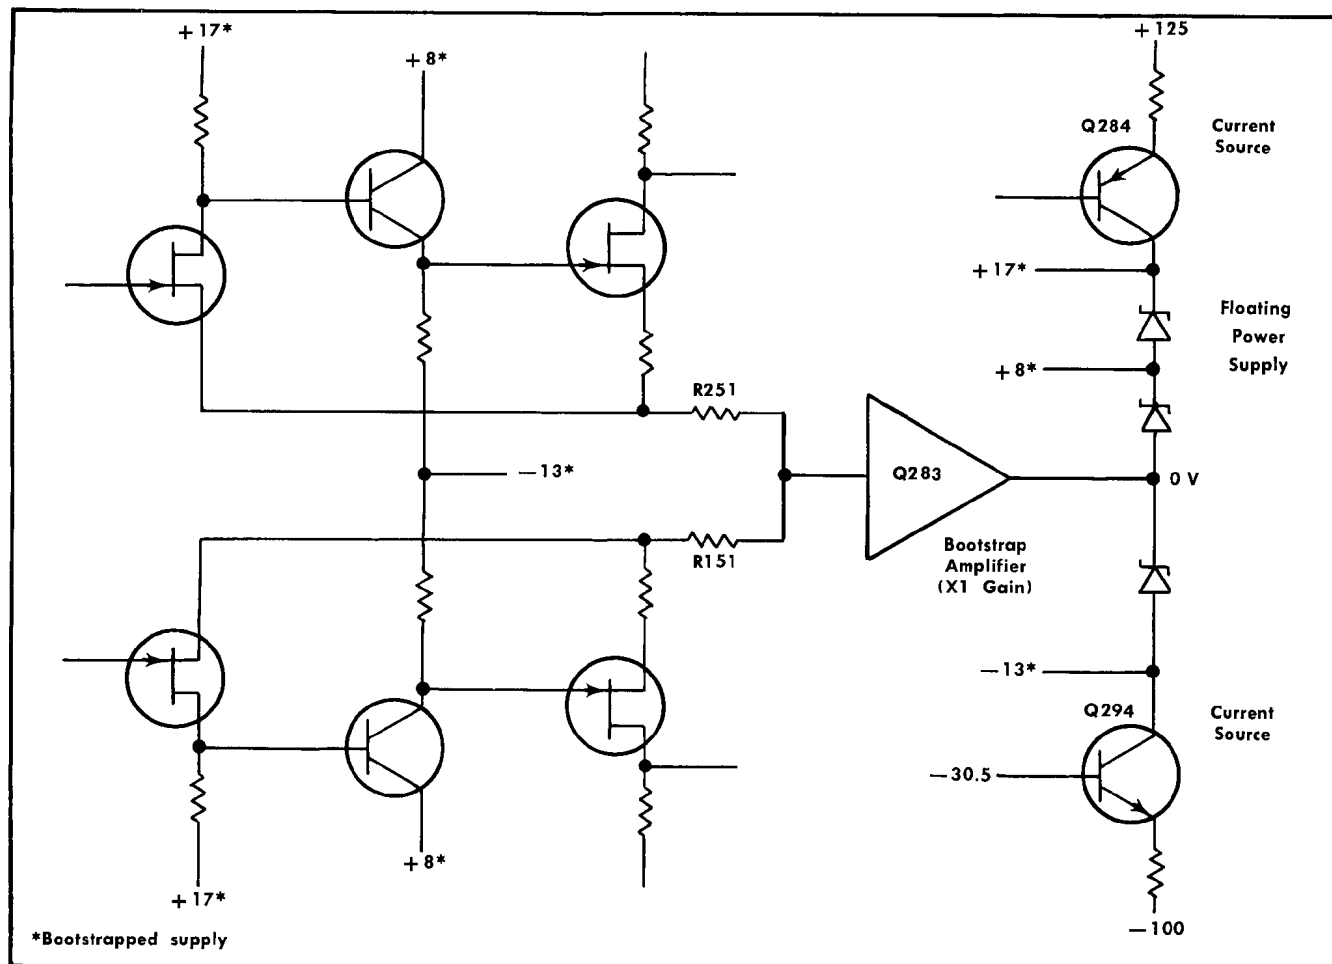 +17*
+8*
+125
Q284
Current
Source
+17*
Floating
Power
Supply
+8*
R251
—13*
Q283
0 V
R151
Bootstrap
Amplifier
(X1 Gain)
—13*
Q294
Current
Source
—30.5
+8*
+17*
—100
*Bootstrapped supply